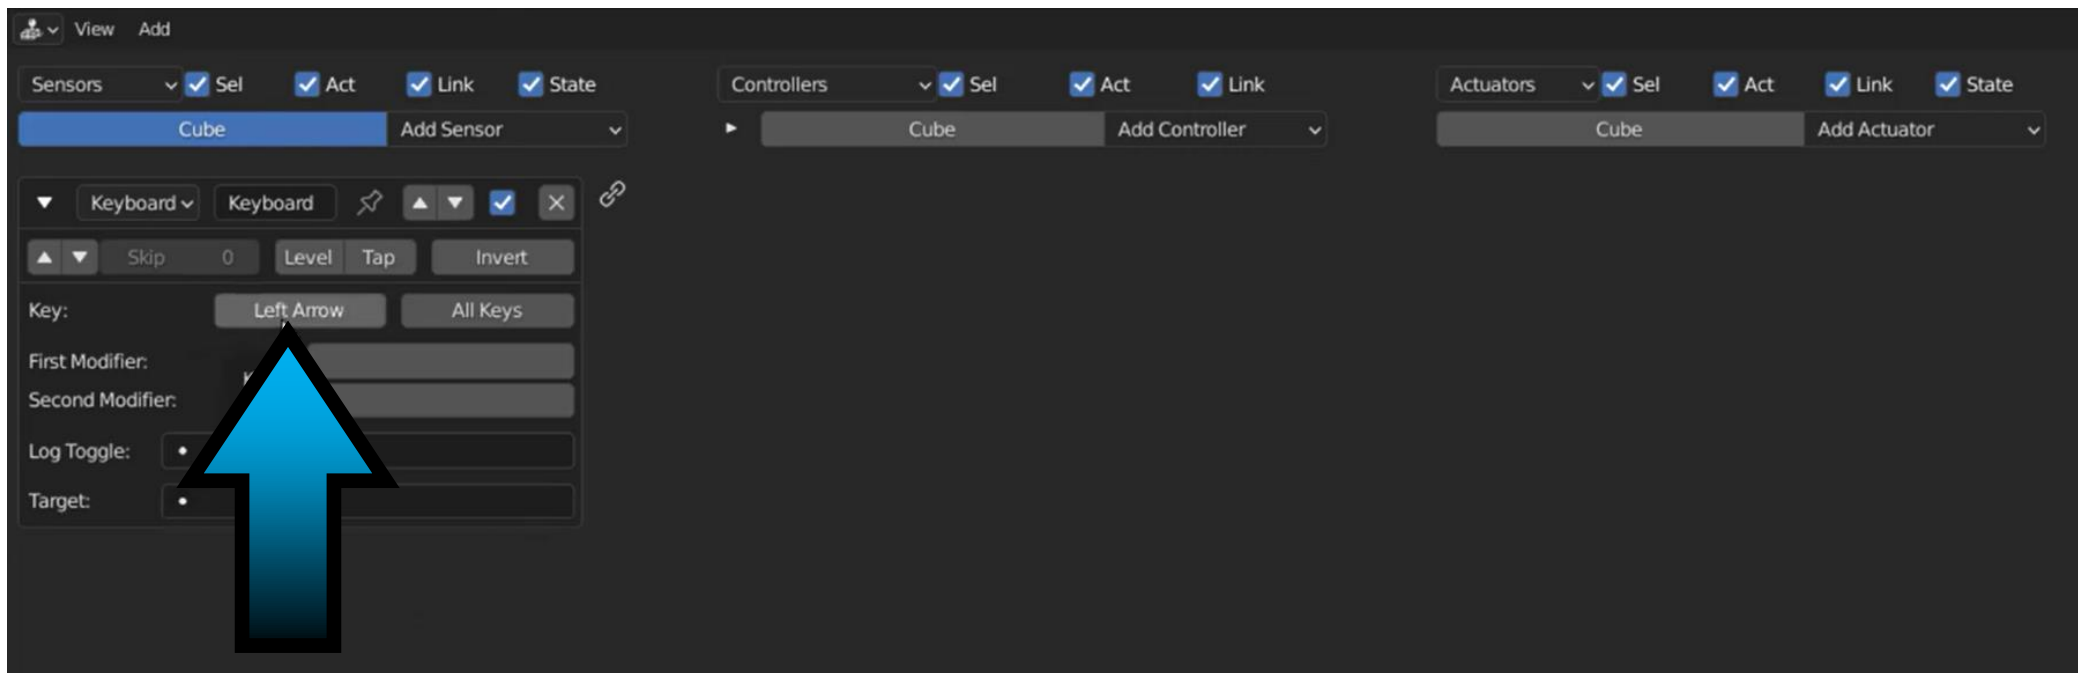 View Add
Sensors Sel Act Link State Controllers Sel Act Link Actuators Sel Act Link State
Cube Add Sensor Cube Add Controller Cube Add Actuator
Keyboard Keyboard
Skip 0 Level Tap Invert
Key: Left Arrow All Keys
First Modifier:
Second Modifier:
Log Toggle:
Target: